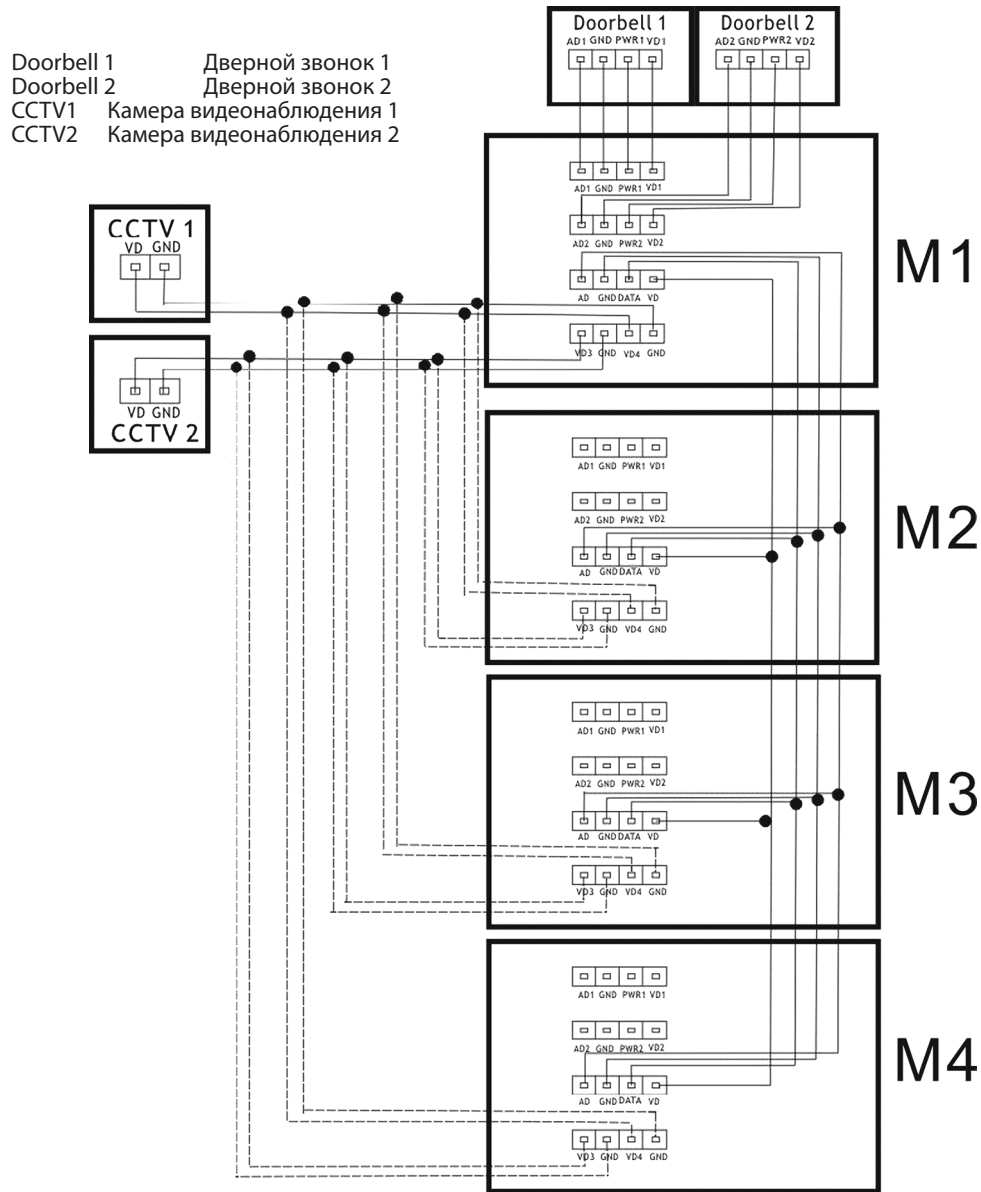 Doorbell 1 Дверной звонок 1
Doorbell 2 Дверной звонок 2
CCTV1 Камера видеонаблюдения 1
CCTV2 Камера видеонаблюдения 2
Doorbell 1
AD1 GND PWR1 VD1
Doorbell 2
AD2 GND PWR2 VD2
CCTV 1
VD GND
VD GND
CCTV 2
AD1 GND PWR1 VD1
AD2 GND PWR2 VD2
AD GND DATA VD
VD3 GND VD4 GND
M1
AD1 GND PWR1 VD1
AD2 GND PWR2 VD2
AD GND DATA VD
VD3 GND VD4 GND
M2
AD1 GND PWR1 VD1
AD2 GND PWR2 VD2
AD GND DATA VD
VD3 GND VD4 GND
M3
AD1 GND PWR1 VD1
AD2 GND PWR2 VD2
AD GND DATA VD
VD3 GND VD4 GND
M4